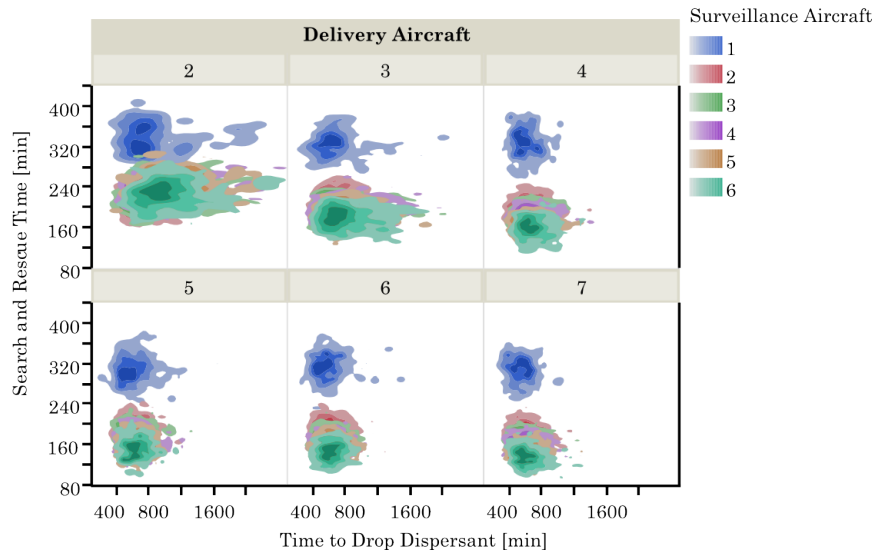 Surveillance Aircraft
1
2
3
4
5
6
Delivery Aircraft
2 3 4
400
320
240
160
80
Search and Rescue Time [min]
5 6 7
400
320
240
160
80
400 800 1600 400 800 1600 400 800 1600
Time to Drop Dispersant [min]